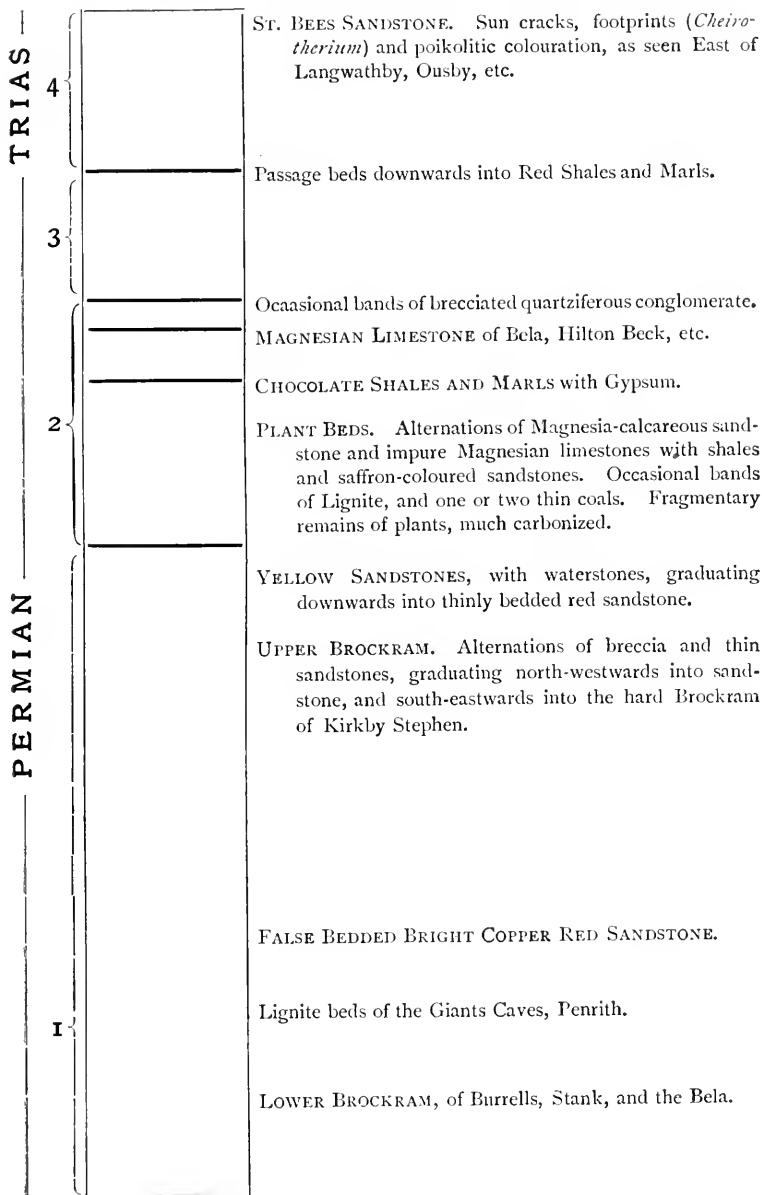 TRIAS
4
ST. BEES SANDSTONE. Sun cracks, footprints (Cheiro-
therium) and poikolitic colouration, as seen East of
Langwathby, Ousby, etc.
Passage beds downwards into Red Shales and Marls.
3
Ocaasional bands of brecciated quartziferous conglomerate.
MAGNESIAN LIMESTONE of Bela, Hilton Beck, etc.
CHOCOLATE SHALES AND MARLS with Gypsum.
2
PLANT BEDS. Alternations of Magnesia-calcareous sand-
stone and impure Magnesian limestones with shales
and saffron-coloured sandstones. Occasional bands
of Lignite, and one or two thin coals. Fragmentary
remains of plants, much carbonized.
PERMIAN
YELLOW SANDSTONES, with waterstones, graduating
downwards into thinly bedded red sandstone.
UPPER BROCKRAM. Alternations of breccia and thin
sandstones, graduating north-westwards into sand-
stone, and south-eastwards into the hard Brockram
of Kirkby Stephen.
FALSE BEDDED BRIGHT COPPER RED SANDSTONE.
Lignite beds of the Giants Caves, Penrith.
1
LOWER BROCKRAM, of Burrells, Stank, and the Bela.